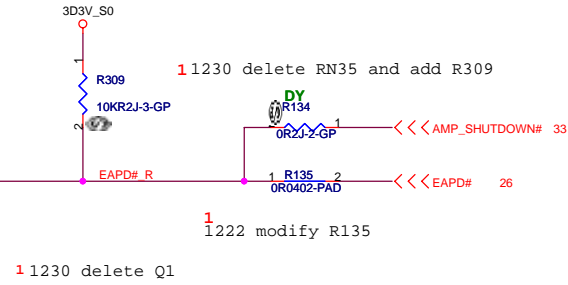 3D3V_S0
1
R309
10KR2J-3-GP
2
1 1230 delete RN35 and add R309
DY
R134
1
0R2J-2-GP
AMP_SHUTDOWN# 33
EAPD#_R
1 R135 2
0R0402-PAD
EAPD# 26
1
1222 modify R135
1 1230 delete Q1